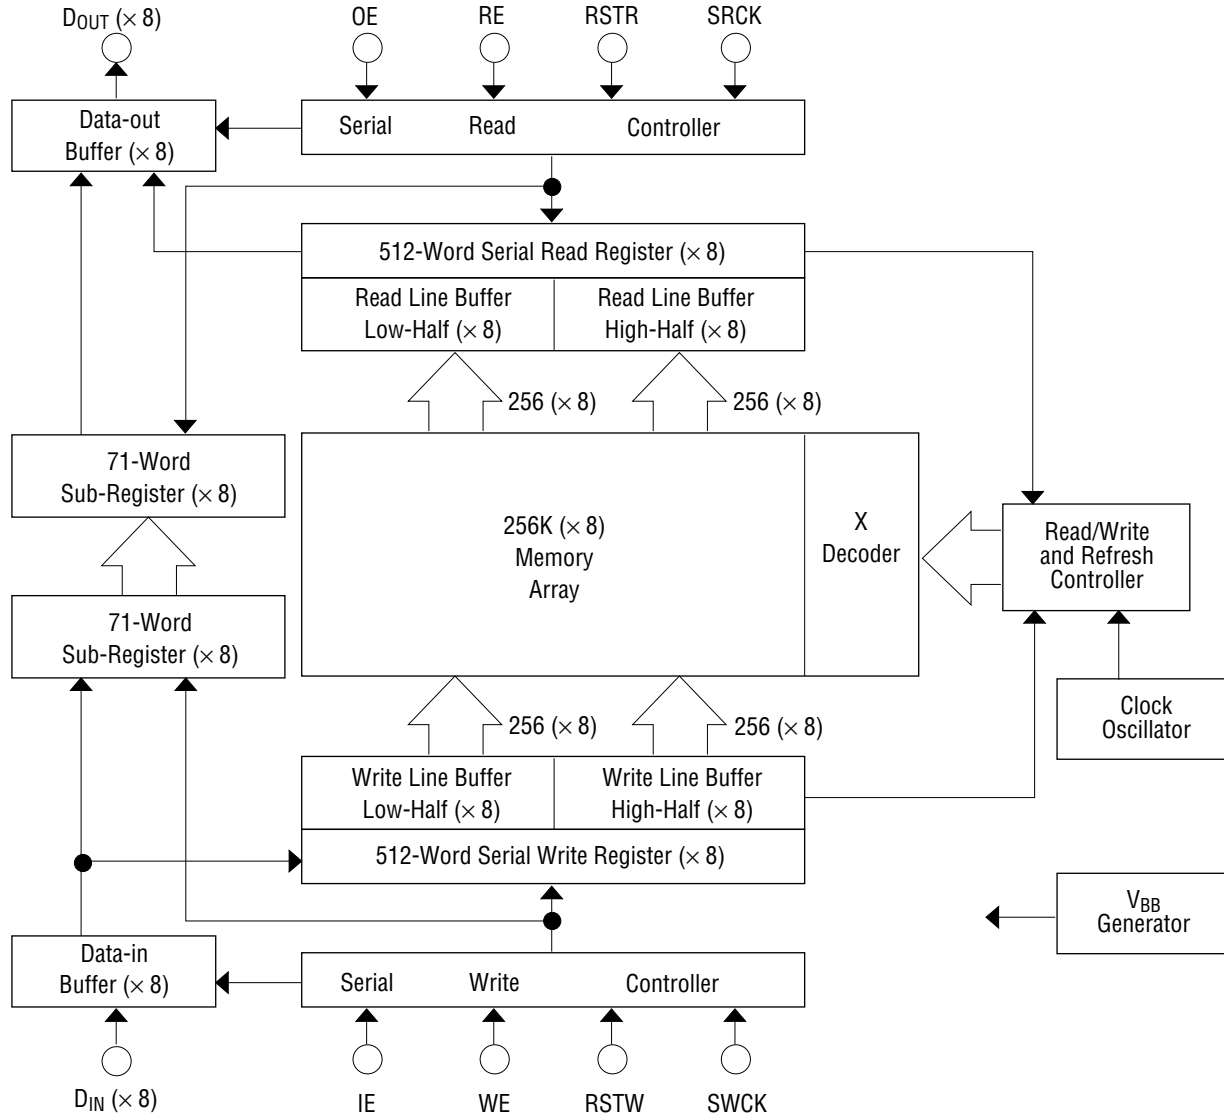 DOUT (× 8)
OE
RE
RSTR
SRCK
Data-out
Buffer (× 8)
Serial Read Controller
512-Word Serial Read Register (× 8)
Read Line Buffer
Low-Half (× 8)
Read Line Buffer
High-Half (× 8)
256 (× 8)
256 (× 8)
71-Word
Sub-Register (× 8)
256K (× 8)
Memory
Array
X
Decoder
Read/Write
and Refresh
Controller
71-Word
Sub-Register (× 8)
256 (× 8)
256 (× 8)
Clock
Oscillator
Write Line Buffer
Low-Half (× 8)
Write Line Buffer
High-Half (× 8)
512-Word Serial Write Register (× 8)
VBB
Generator
Data-in
Buffer (× 8)
Serial Write Controller
DIN (× 8)
IE
WE
RSTW
SWCK